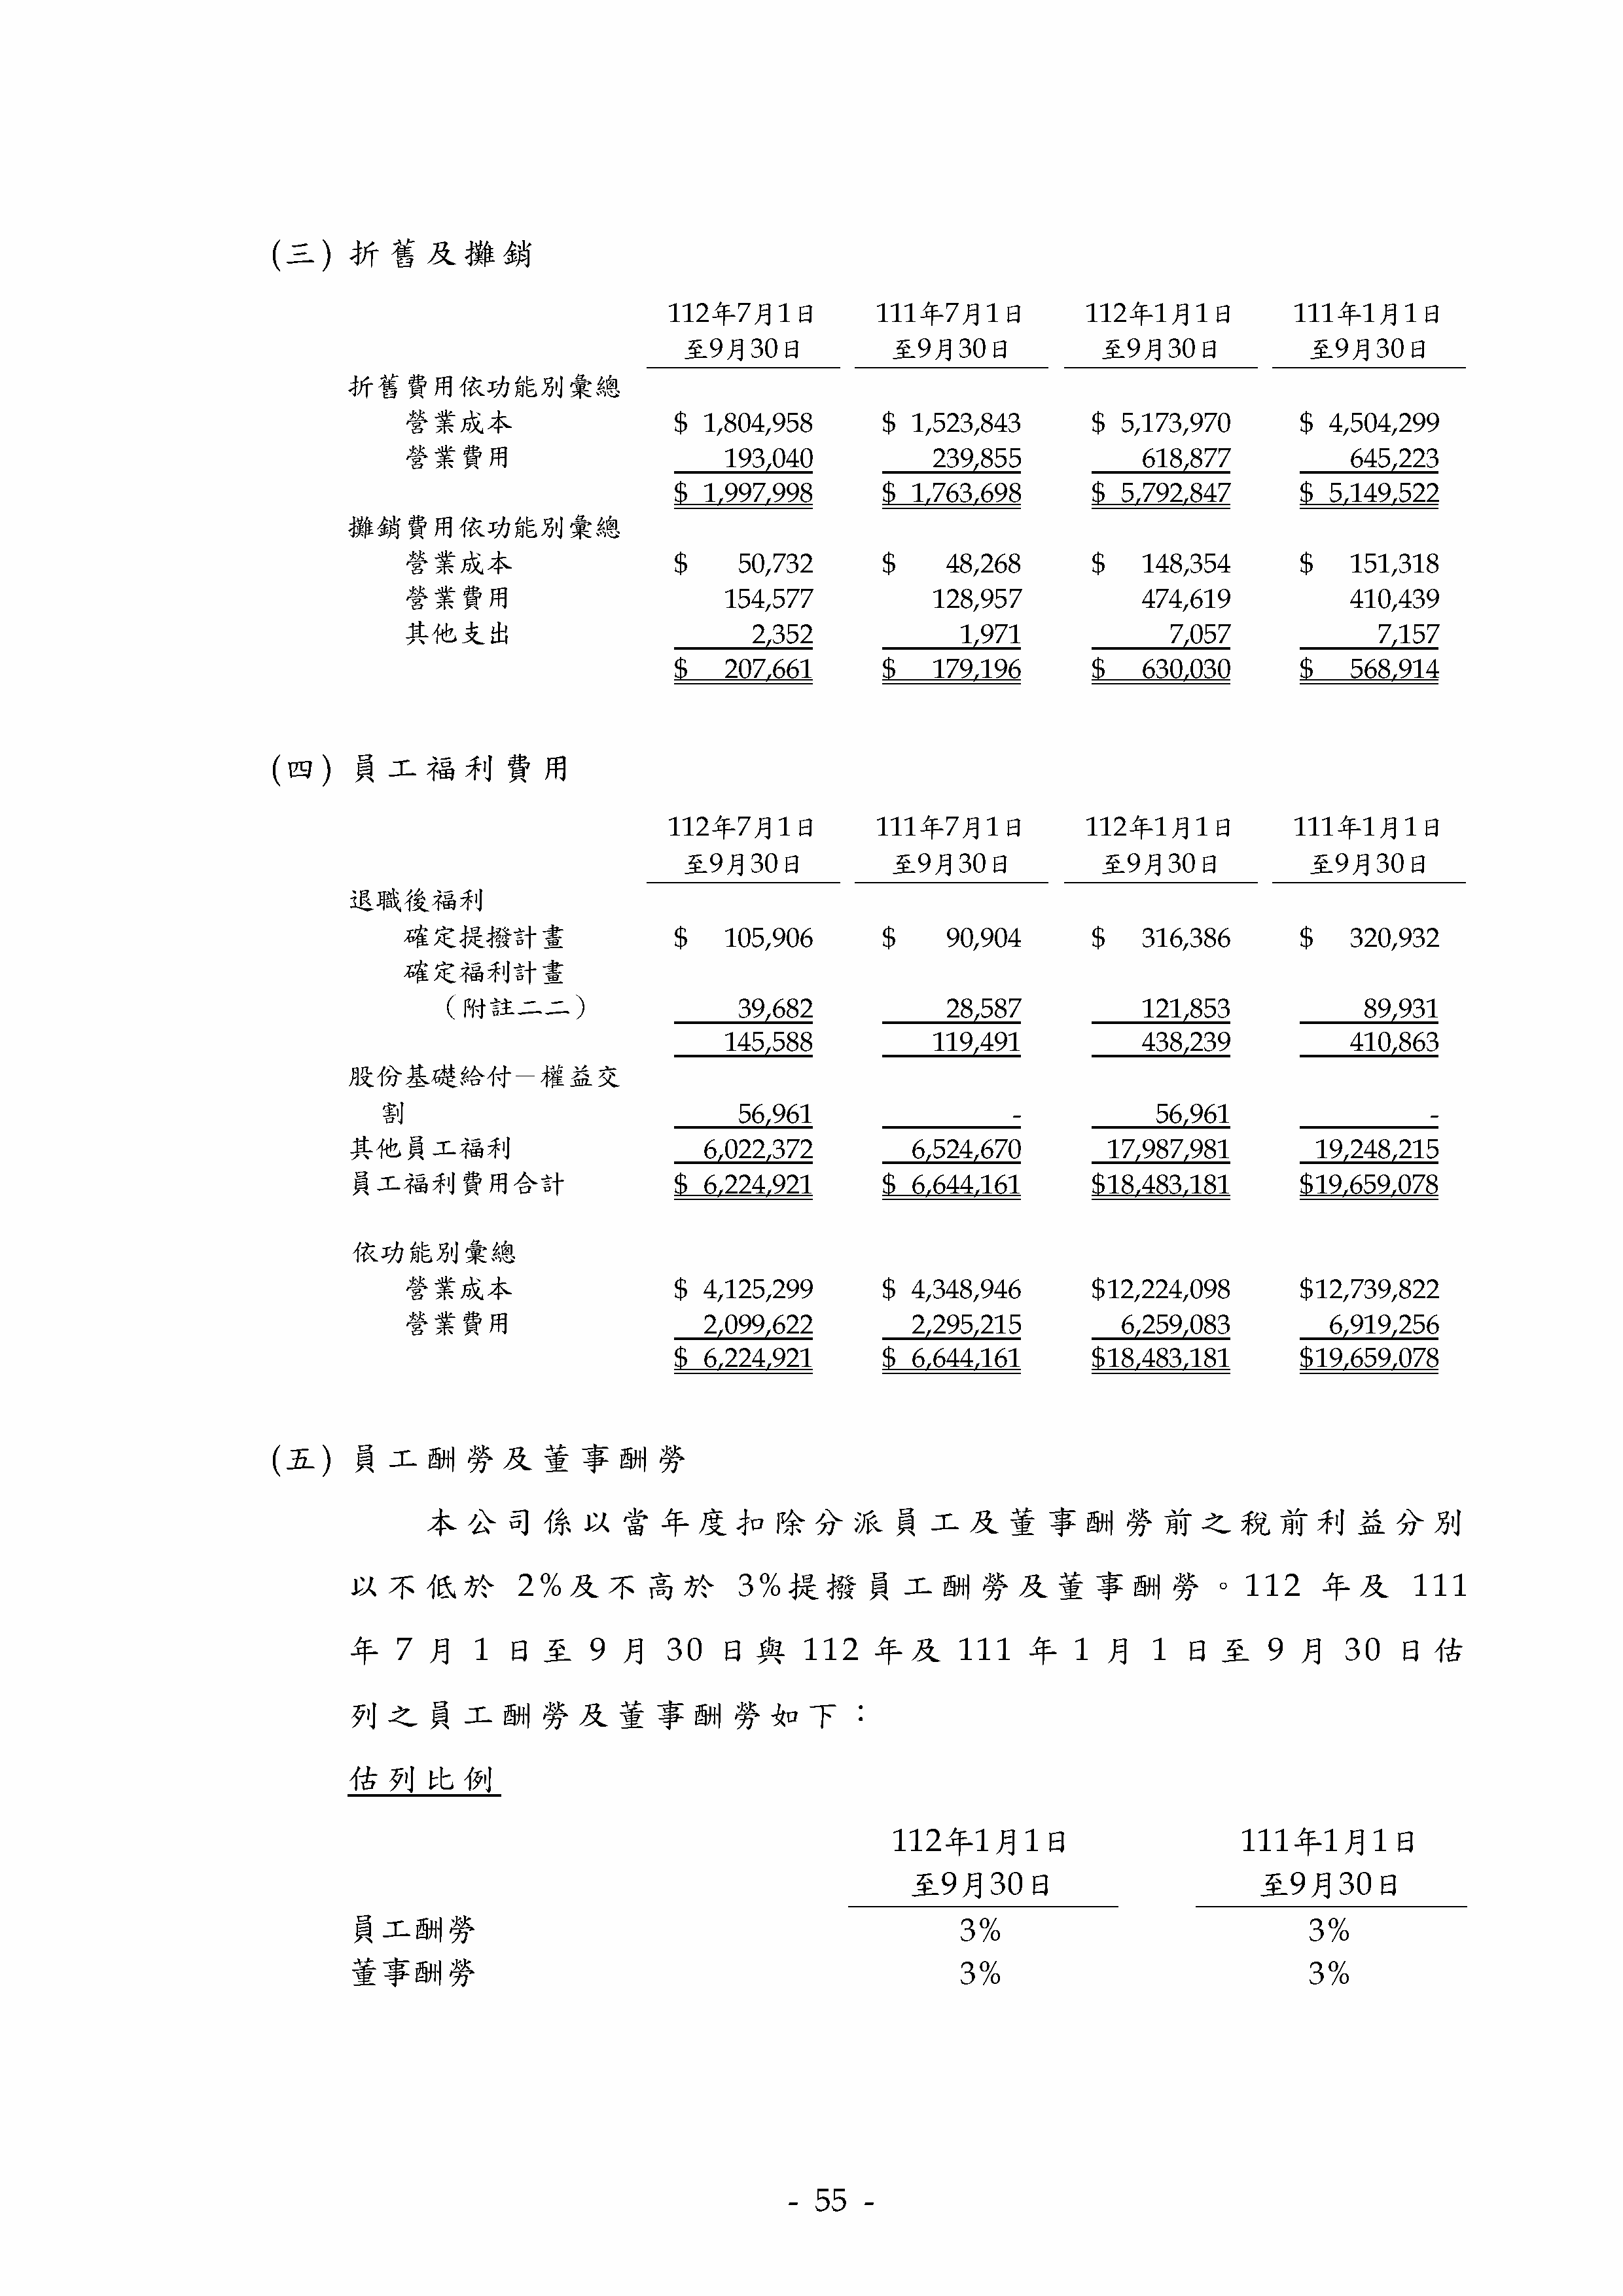 (三) 折舊及攤銷
112年7月1日 111年7月1日 112年1月1日 111年1月1日
至9月30日 至9月30日 至9月30日 至9月30日
折舊費用依功能別彙總
營業成本 $ 1,804,958 $ 1,523,843 $ 5,173,970 $ 4,504,299
營業費用 193,040 239,855 618,877 645,223
$ 1,997,998 $ 1,763,698 $ 5,792,847 $ 5,149,522
攤銷費用依功能別彙總
營業成本 $ 50,732 $ 48,268 $ 148,354 $ 151,318
營業費用 154,577 128,957 474,619 410,439
其他支出 2,352 1,971 7,057 7,157
$ 207,661 $ 179,196 $ 630,030 $ 568,914
(四) 員工福利費用
112年7月1日 111年7月1日 112年1月1日 111年1月1日
至9月30日 至9月30日 至9月30日 至9月30日
退職後福利
確定提撥計畫 $ 105,906 $ 90,904 $ 316,386 $ 320,932
確定福利計畫
（附註二二） 39,682 28,587 121,853 89,931
145,588 119,491 438,239 410,863
股份基礎給付－權益交
割 56,961 - 56,961 -
其他員工福利 6,022,372 6,524,670 17,987,981 19,248,215
員工福利費用合計 $ 6,224,921 $ 6,644,161 $18,483,181 $19,659,078
依功能別彙總
營業成本 $ 4,125,299 $ 4,348,946 $12,224,098 $12,739,822
營業費用 2,099,622 2,295,215 6,259,083 6,919,256
$ 6,224,921 $ 6,644,161 $18,483,181 $19,659,078
(五) 員工酬勞及董事酬勞
本公司係以當年度扣除分派員工及董事酬勞前之稅前利益分別
以不低於 2%及不高於 3%提撥員工酬勞及董事酬勞。112 年及 111
年 7 月 1 日至 9 月 30 日與 112 年及 111 年 1 月 1 日至 9 月 30 日估
列之員工酬勞及董事酬勞如下：
估列比例
112年1月1日 111年1月1日
至9月30日 至9月30日
員工酬勞 3% 3%
董事酬勞 3% 3%
- 55 -